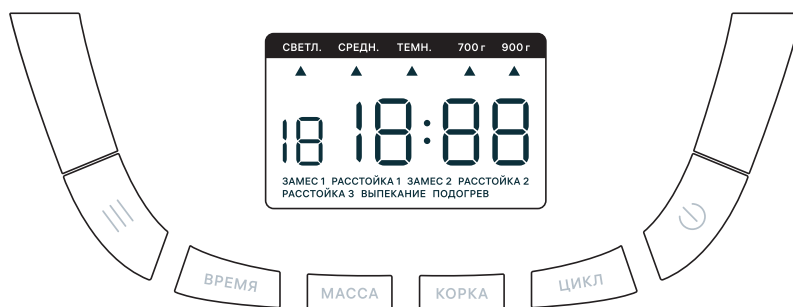 СВЕТЛ. СРЕДН. ТЕМН. 700 г 900 г
18 18:88
ЗАМЕС 1 РАССТОЙКА 1 ЗАМЕС 2 РАССТОЙКА 2
РАССТОЙКА 3 ВЫПЕКАНИЕ ПОДОГРЕВ
ВРЕМЯ МАССА КОРКА ЦИКЛ